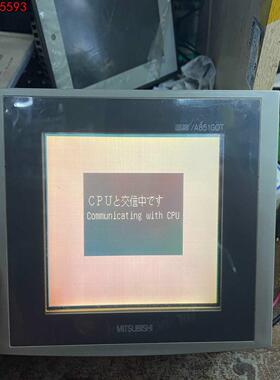 5593
A851GOT
CPUと交信中です
Communicating with CPU
MITSUBISHI